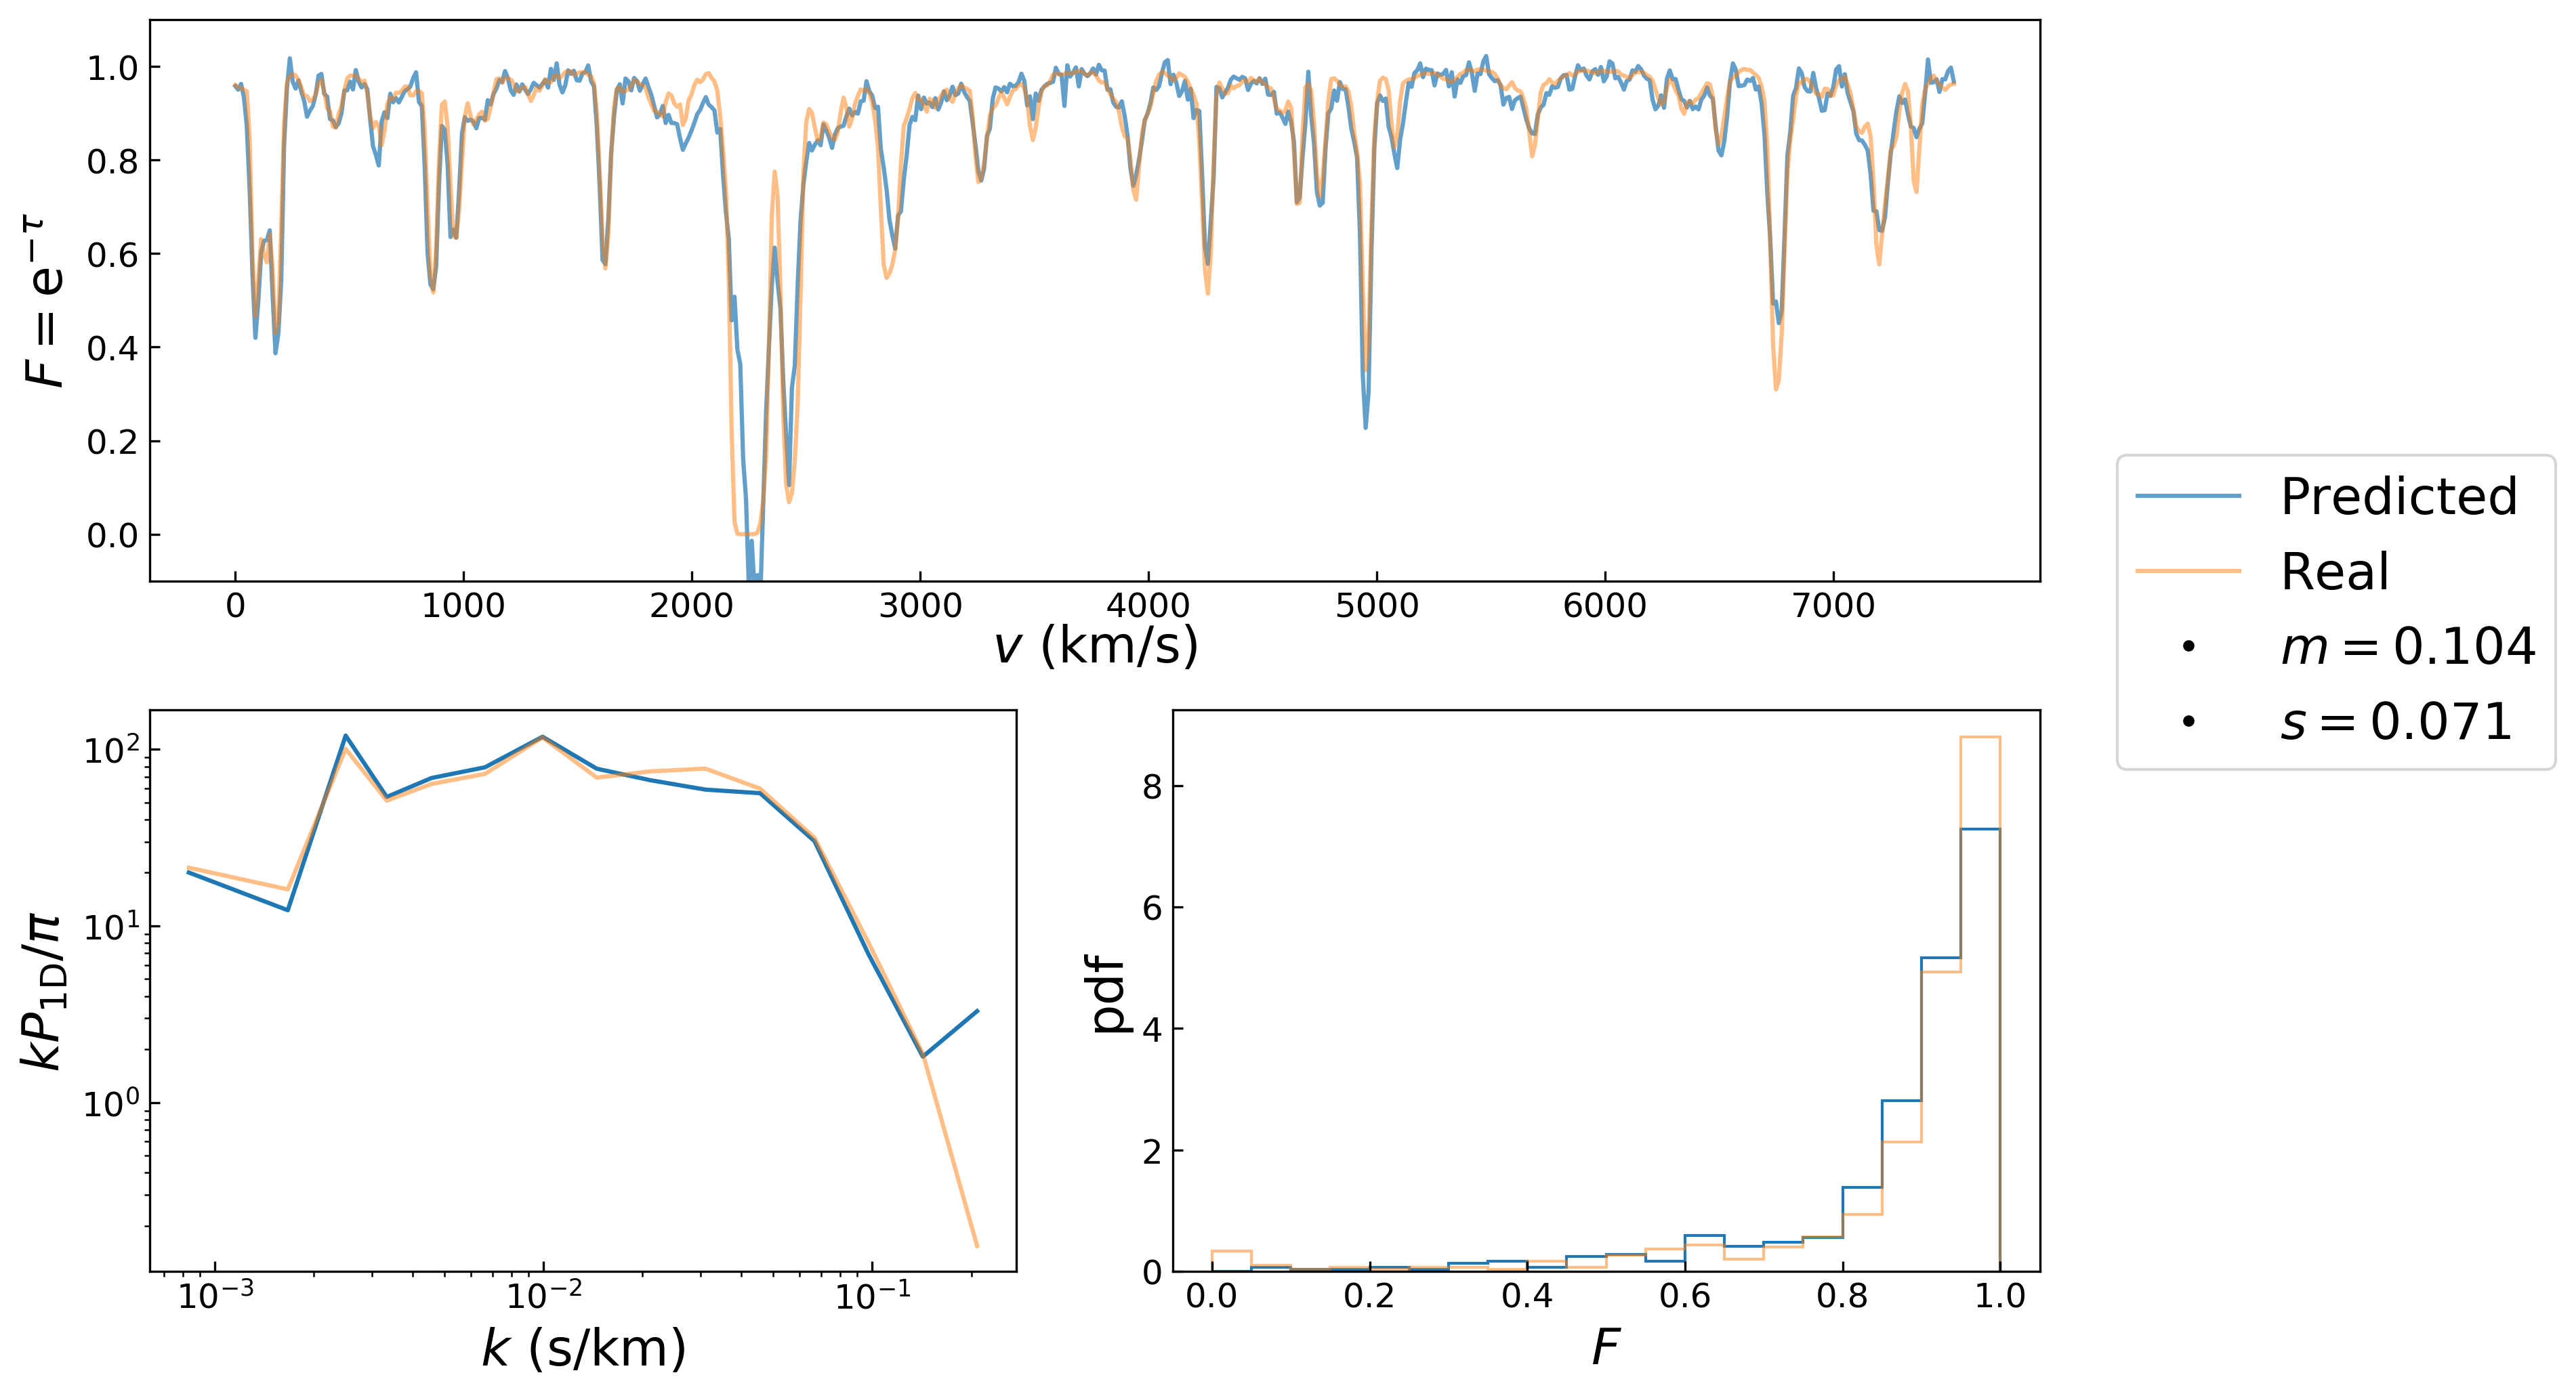 F = e^{−τ}
1.0
0.8
0.6
0.4
0.2
0.0
0 1000 2000 3000 4000 5000 6000 7000
v (km/s)
Predicted
Real
m = 0.104
s = 0.071
kP_{1D}/π
10^{2}
10^{1}
10^{0}
10^{−3} 10^{−2} 10^{−1}
k (s/km)
pdf
8
6
4
2
0
0.0 0.2 0.4 0.6 0.8 1.0
F